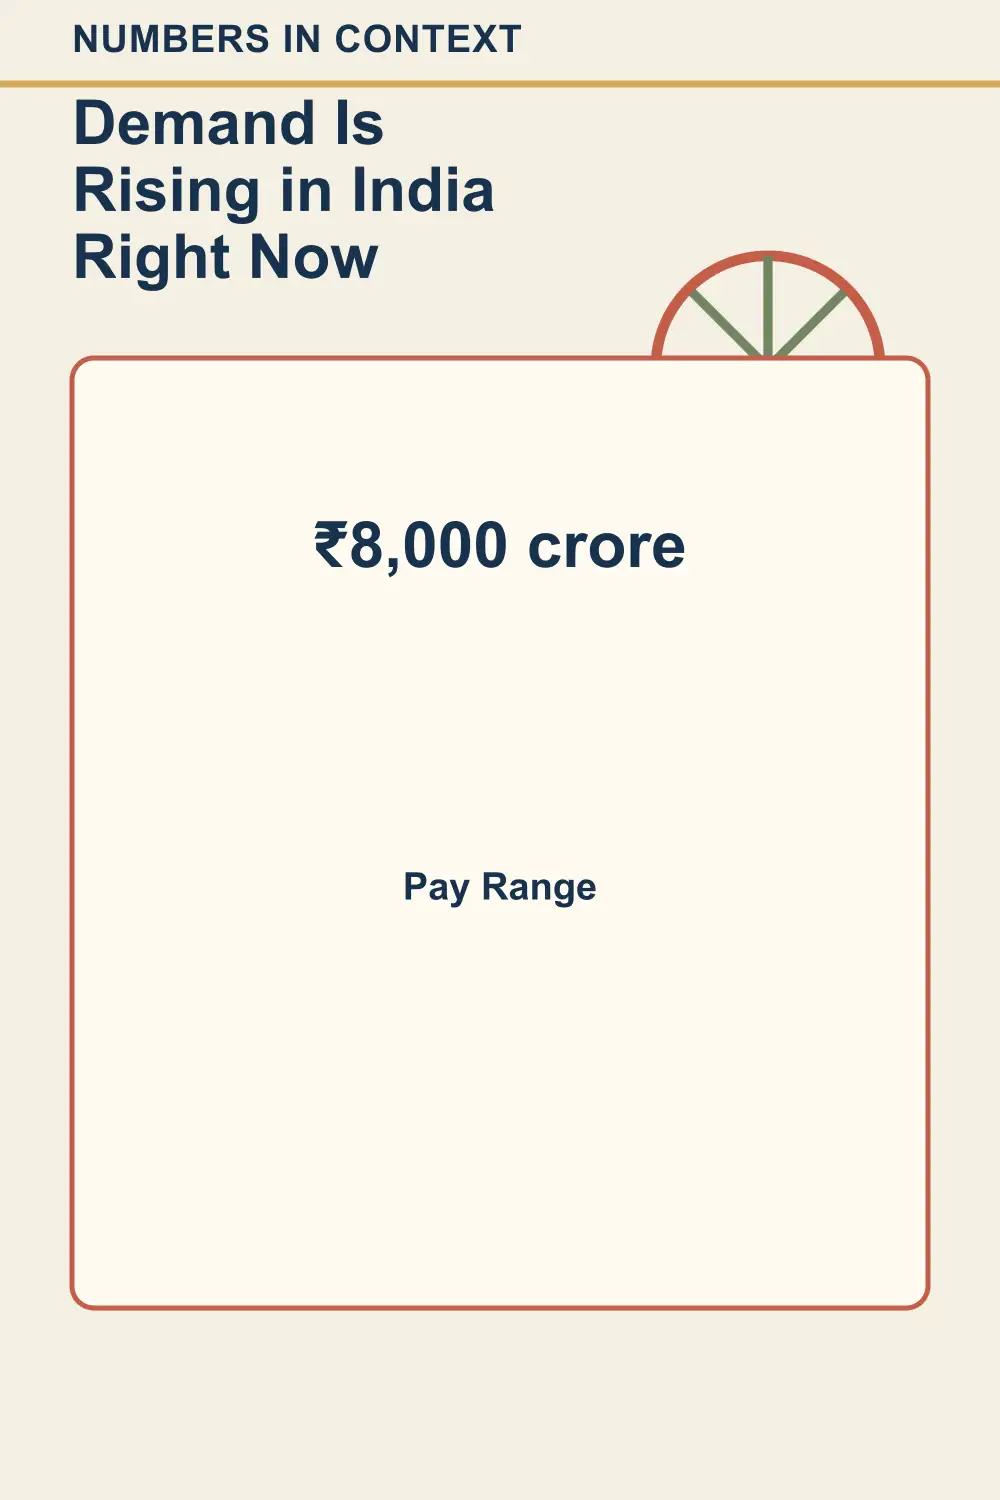 NUMBERS IN CONTEXT
Demand Is
Rising in India
Right Now
₹8,000 crore
Pay Range